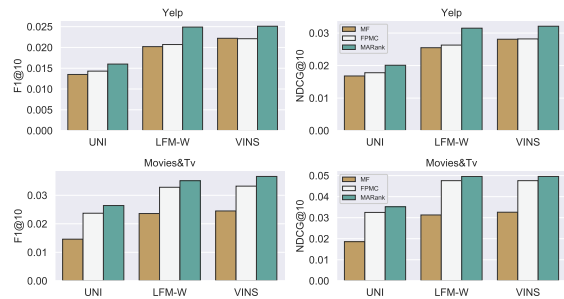 Yelp
F1@10
0.025
0.020
0.015
0.010
0.005
0.000
UNI
LFM-W
VINS
Yelp
NDCG@10
0.03
0.02
0.01
0.00
MF
FPMC
MARank
UNI
LFM-W
VINS
Movies&Tv
F1@10
0.03
0.02
0.01
0.00
UNI
LFM-W
VINS
Movies&Tv
NDCG@10
0.05
0.04
0.03
0.02
0.01
0.00
MF
FPMC
MARank
UNI
LFM-W
VINS